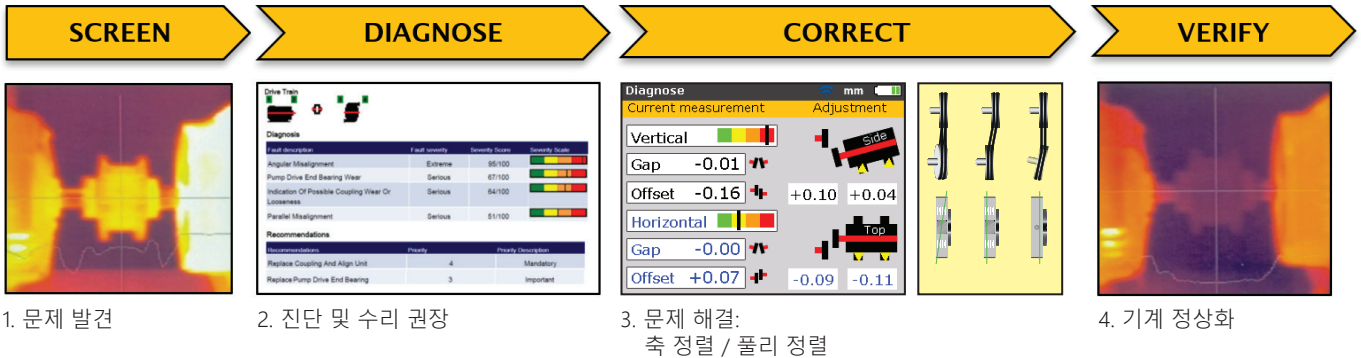 SCREEN
DIAGNOSE
CORRECT
VERIFY
Drive Train
Diagnosis
Fault description Fault severity Severity Score Severity Scale
Angular Misalignment Extreme 95/100
Pump Drive End Bearing Wear Serious 67/100
Indication Of Possible Coupling Wear Or Looseness Serious 64/100
Parallel Misalignment Serious 51/100
Recommendations
Recommendations Priority Priority Description
Replace Coupling And Align Unit 4 Mandatory
Replace Pump Drive End Bearing 3 Important
Diagnose mm
Current measurement Adjustment
Vertical
Side
Gap -0.01
Offset -0.16 +0.10 +0.04
Horizontal
Top
Gap -0.00
Offset +0.07 -0.09 -0.11
1. 문제 발견
2. 진단 및 수리 권장
3. 문제 해결:
축 정렬 / 풀리 정렬
4. 기계 정상화